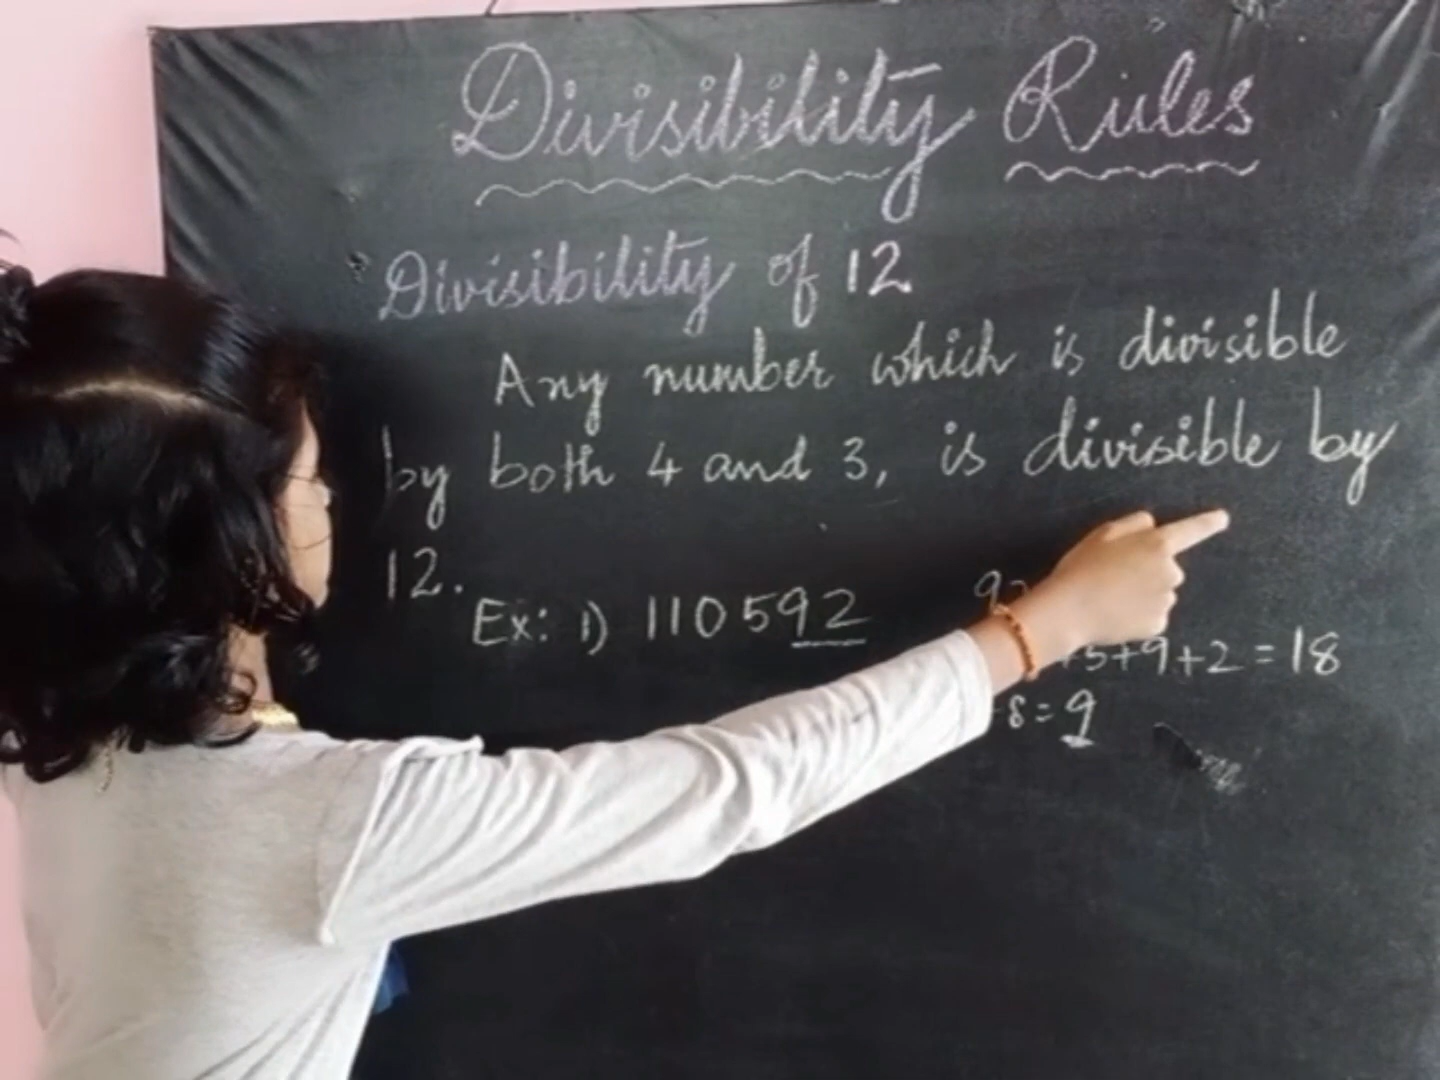 Divisibility Rules
Divisibility of 12
Any number which is divisible
by both 4 and 3, is divisible by
12.
Ex: 1) 110592
+5+9+2=18
8=9